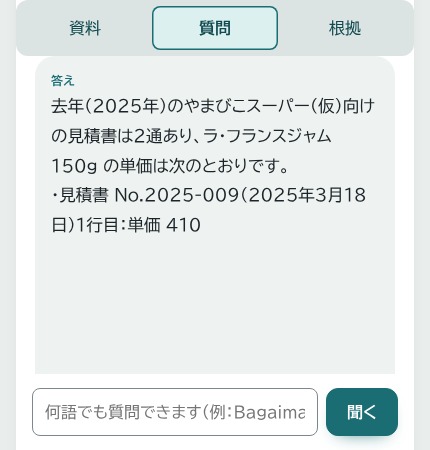 資料
質問
根拠
答え
去年（2025年）のやまびこスーパー（仮）向け
の見積書は2通あり、ラ・フランスジャム
150g の単価は次のとおりです。
・見積書 No.2025-009（2025年3月18
日）1行目：単価 410
何語でも質問できます（例：Bagaima
聞く